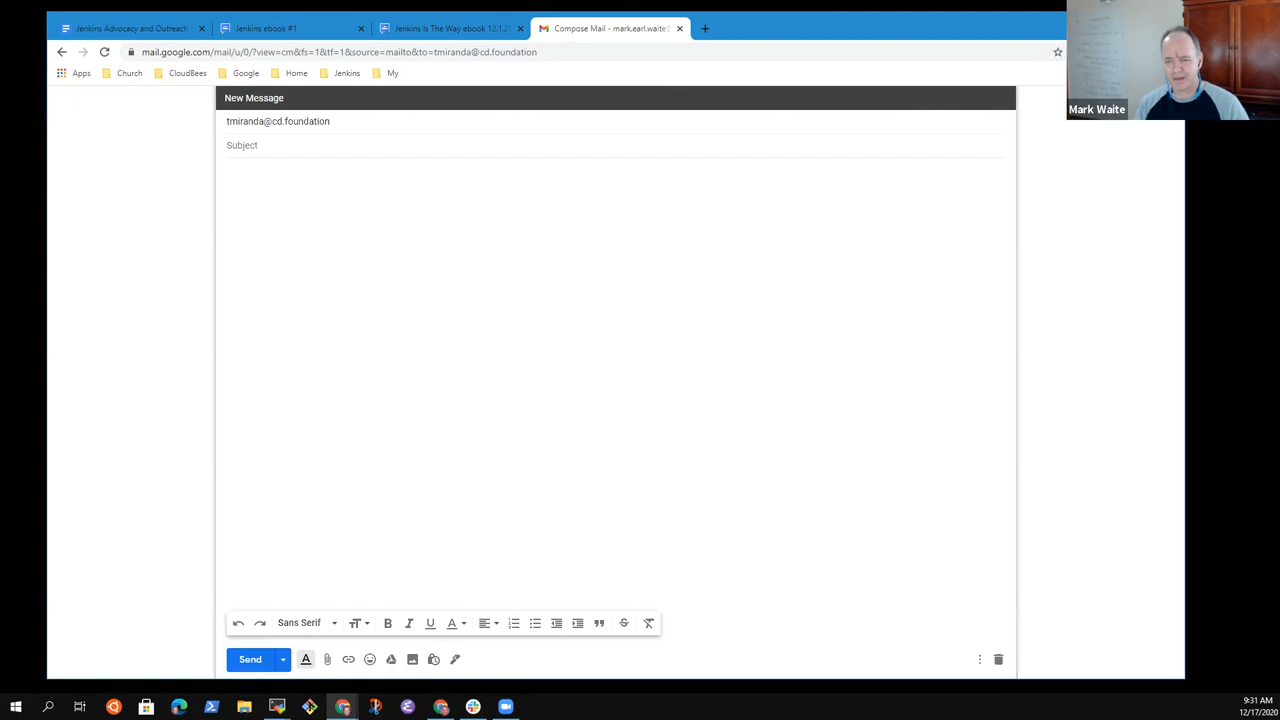 Jenkins Advocacy and Outreach
Jenkins ebook #1
Jenkins Is The Way ebook 12.1.2
Compose Mail - mark.earl.waite
mail.google.com/mail/u/0/?view=cm&fs=1&tf=1&source=mailto&to=tmiranda@cd.foundation
Apps
Church
CloudBees
Google
Home
Jenkins
My
Mark Waite
New Message
tmiranda@cd.foundation
Subject
Sans Serif
Send
9:31 AM
12/17/2020